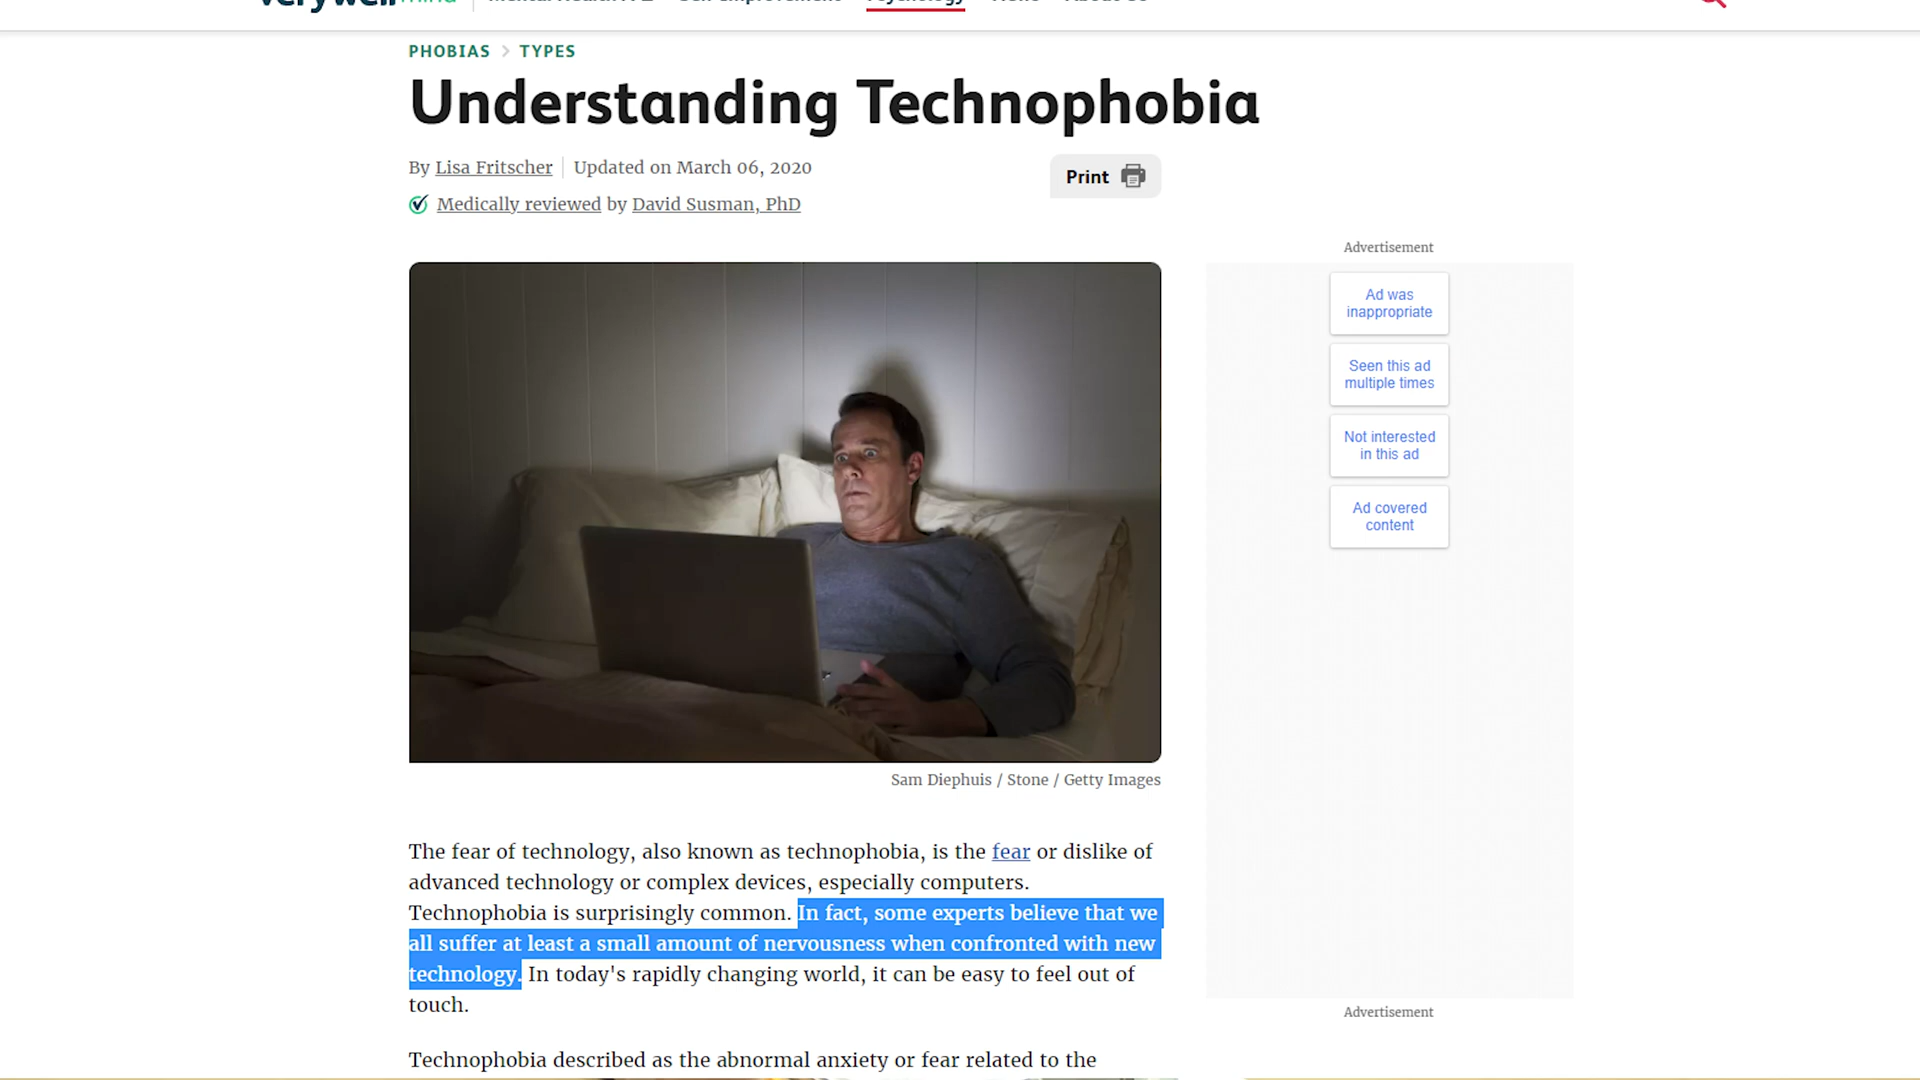 verywellmind
Psychology
PHOBIAS > TYPES
Understanding Technophobia
By Lisa Fritscher | Updated on March 06, 2020
Print
Medically reviewed by David Susman, PhD
Advertisement
Ad was
inappropriate
Seen this ad
multiple times
Not interested
in this ad
Ad covered
content
Sam Diephuis / Stone / Getty Images
The fear of technology, also known as technophobia, is the fear or dislike of
advanced technology or complex devices, especially computers.
Technophobia is surprisingly common. In fact, some experts believe that we
all suffer at least a small amount of nervousness when confronted with new
technology. In today's rapidly changing world, it can be easy to feel out of
touch.
Advertisement
Technophobia described as the abnormal anxiety or fear related to the